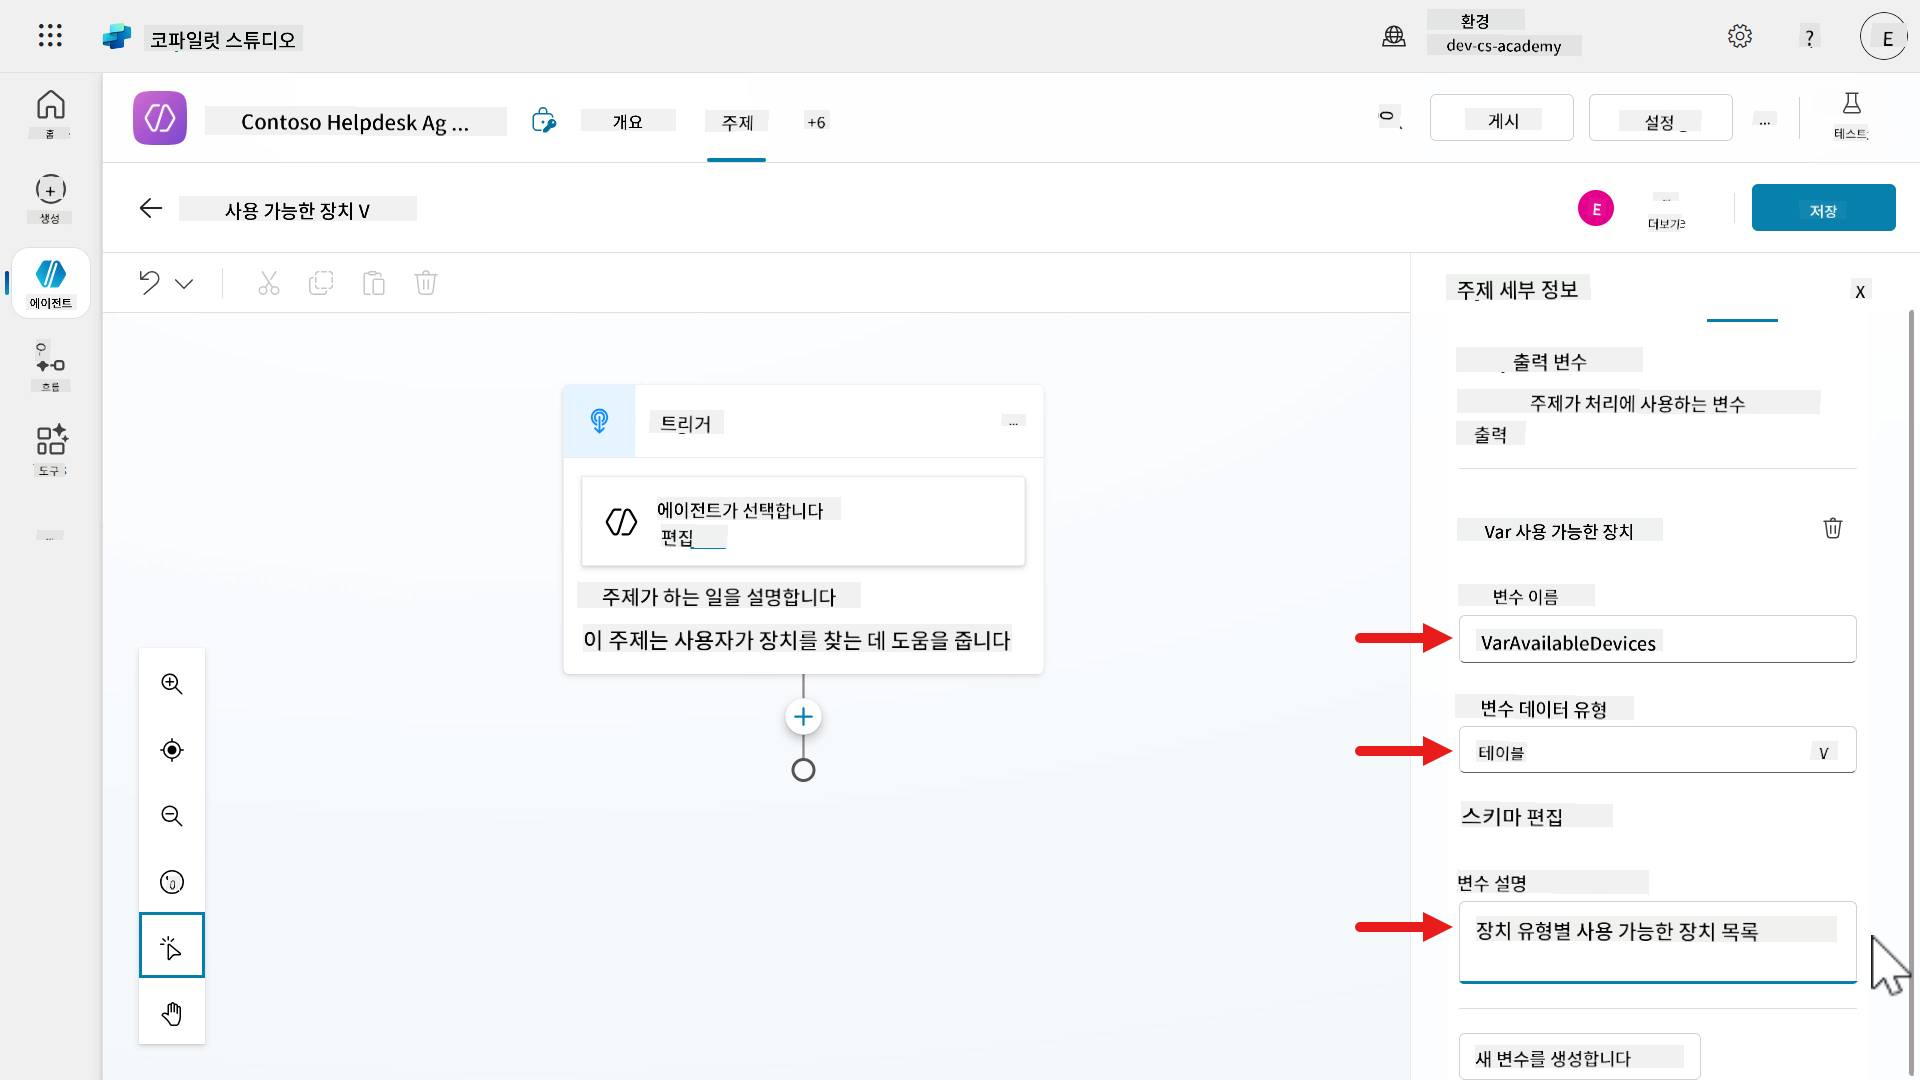 코파일럿 스튜디오
환경
dev-cs-academy
?
E
홈
생성
에이전트
흐름
도구
...
Contoso Helpdesk Ag ...
개요
주제
+6
게시
설정
...
테스트
사용 가능한 장치 V
E
더보기
저장
주제 세부 정보
X
트리거
...
에이전트가 선택합니다
편집
주제가 하는 일을 설명합니다
이 주제는 사용자가 장치를 찾는 데 도움을 줍니다
출력 변수
주제가 처리에 사용하는 변수
출력
Var 사용 가능한 장치
변수 이름
VarAvailableDevices
변수 데이터 유형
테이블
V
스키마 편집
변수 설명
장치 유형별 사용 가능한 장치 목록
새 변수를 생성합니다